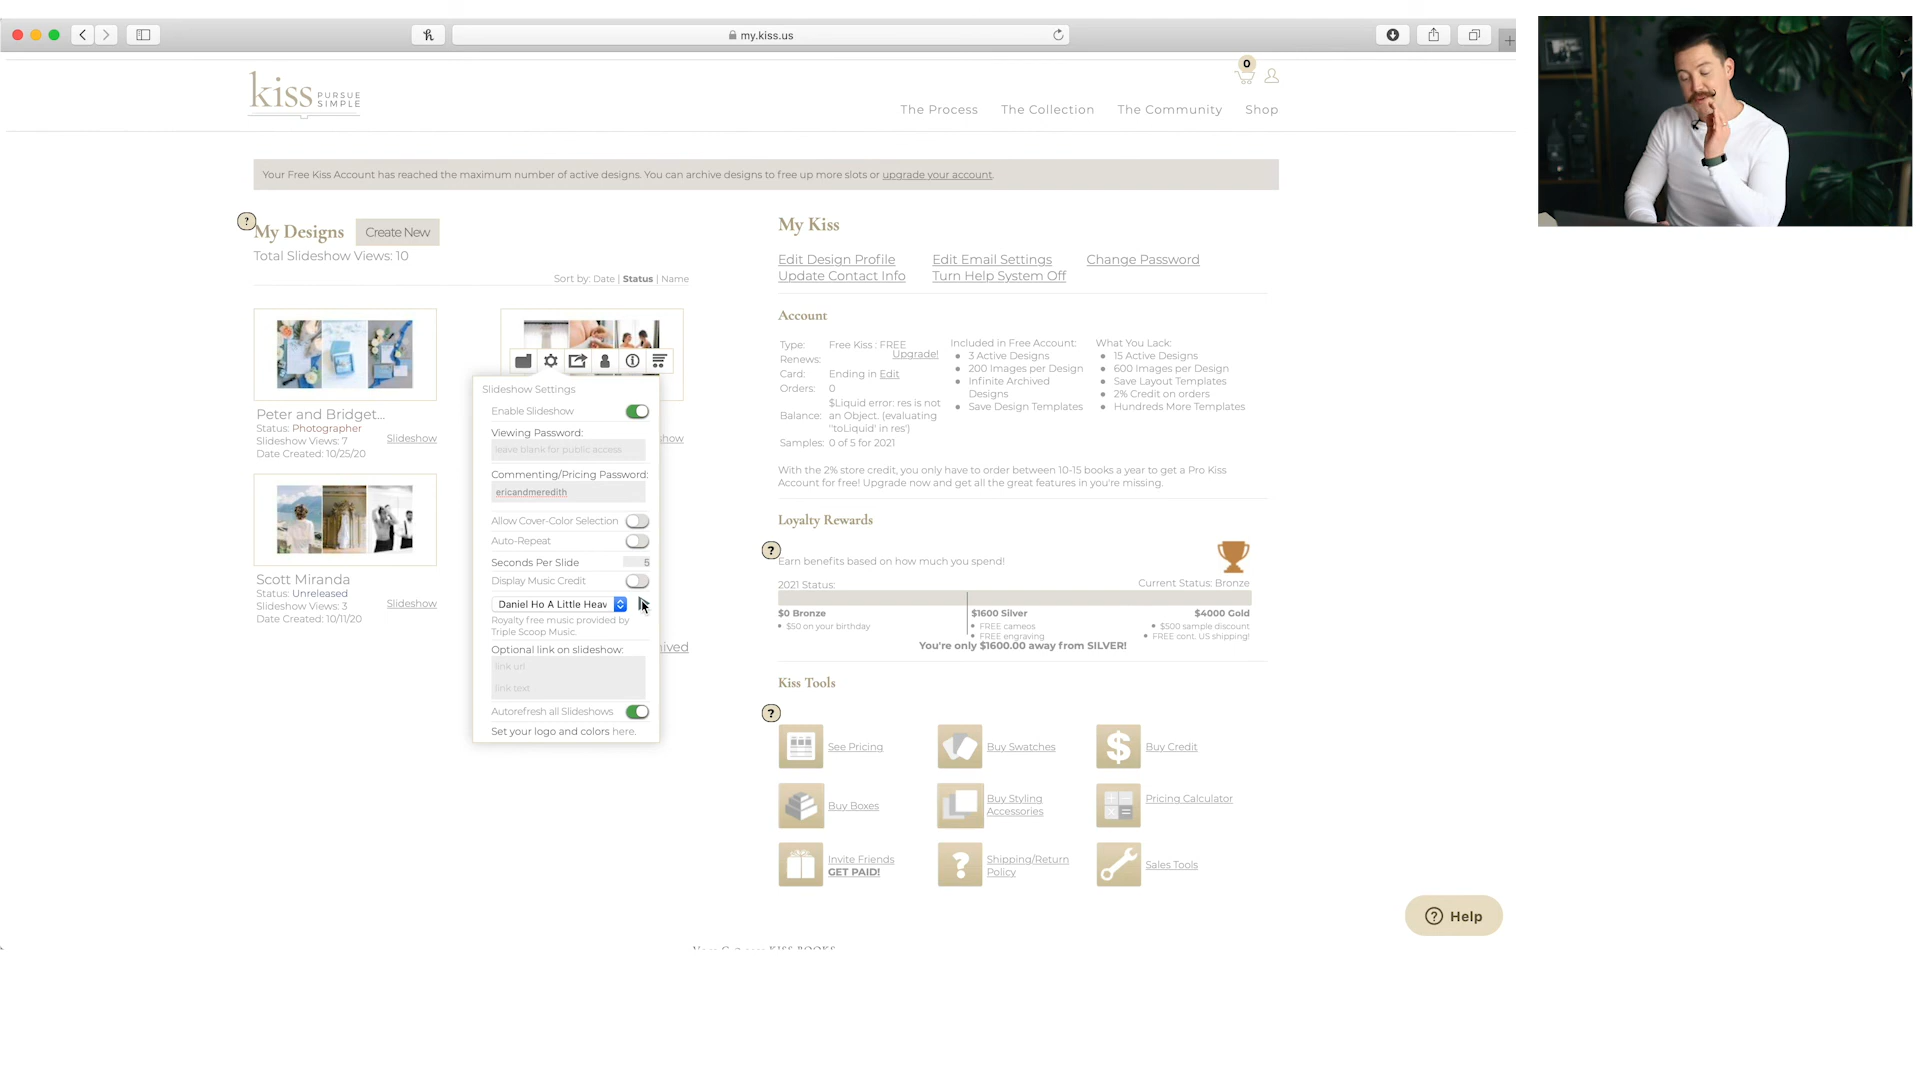 my.kiss.us
0
kiss PURSUE SIMPLE
The Process The Collection The Community Shop
Your Free Kiss Account has reached the maximum number of active designs. You can archive designs to free up more slots or upgrade your account.
? My Designs Create New
Total Slideshow Views: 10
Sort by: Date | Status | Name
Peter and Bridget...
Status: Photographer
Slideshow Views: 7 Slideshow
Date Created: 10/25/20
Scott Miranda
Status: Unreleased
Slideshow Views: 3 Slideshow
Date Created: 10/11/20
Slideshow Settings
Enable Slideshow
Viewing Password:
leave blank for public access
Commenting/Pricing Password:
ericandmeredith
Allow Cover-Color Selection
Auto-Repeat
Seconds Per Slide 5
Display Music Credit
Daniel Ho A Little Heav
Royalty free music provided by
Triple Scoop Music.
Optional link on slideshow:
link url
link text
Autorefresh all Slideshows
Set your logo and colors here.
My Kiss
Edit Design Profile Edit Email Settings Change Password
Update Contact Info Turn Help System Off
Account
Type: Free Kiss : FREE
Upgrade!
Renews:
Card: Ending in Edit
Orders: 0
Balance: $Liquid error: res is not
an Object. (evaluating
''toLiquid' in res')
Samples: 0 of 5 for 2021
Included in Free Account:
• 3 Active Designs
• 200 Images per Design
• Infinite Archived
Designs
• Save Design Templates
What You Lack:
• 15 Active Designs
• 600 Images per Design
• Save Layout Templates
• 2% Credit on orders
• Hundreds More Templates
With the 2% store credit, you only have to order between 10-15 books a year to get a Pro Kiss
Account for free! Upgrade now and get all the great features in you're missing.
Loyalty Rewards
?
Earn benefits based on how much you spend!
2021 Status: Current Status: Bronze
$0 Bronze $1600 Silver $4000 Gold
• $50 on your birthday • FREE cameos • $500 sample discount
• FREE engraving • FREE cont. US shipping!
You're only $1600.00 away from SILVER!
Kiss Tools
?
See Pricing Buy Swatches Buy Credit
Buy Boxes Buy Styling Accessories Pricing Calculator
Invite Friends GET PAID! Shipping/Return Policy Sales Tools
? Help